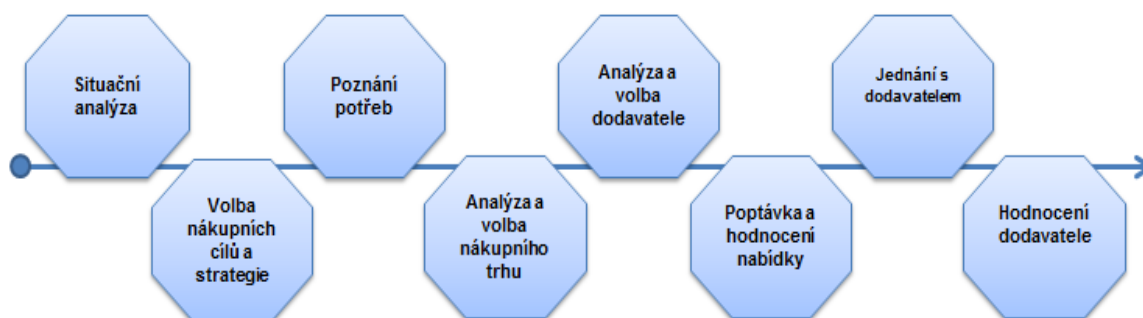 Situační
analýza
Volba
nákupních
cílů a
strategie
Poznání
potřeb
Analýza a
volba
nákupního
trhu
Analýza a
volba
dodavatele
Poptávka a
hodnocení
nabídky
Jednání s
dodavatelem
Hodnocení
dodavatele